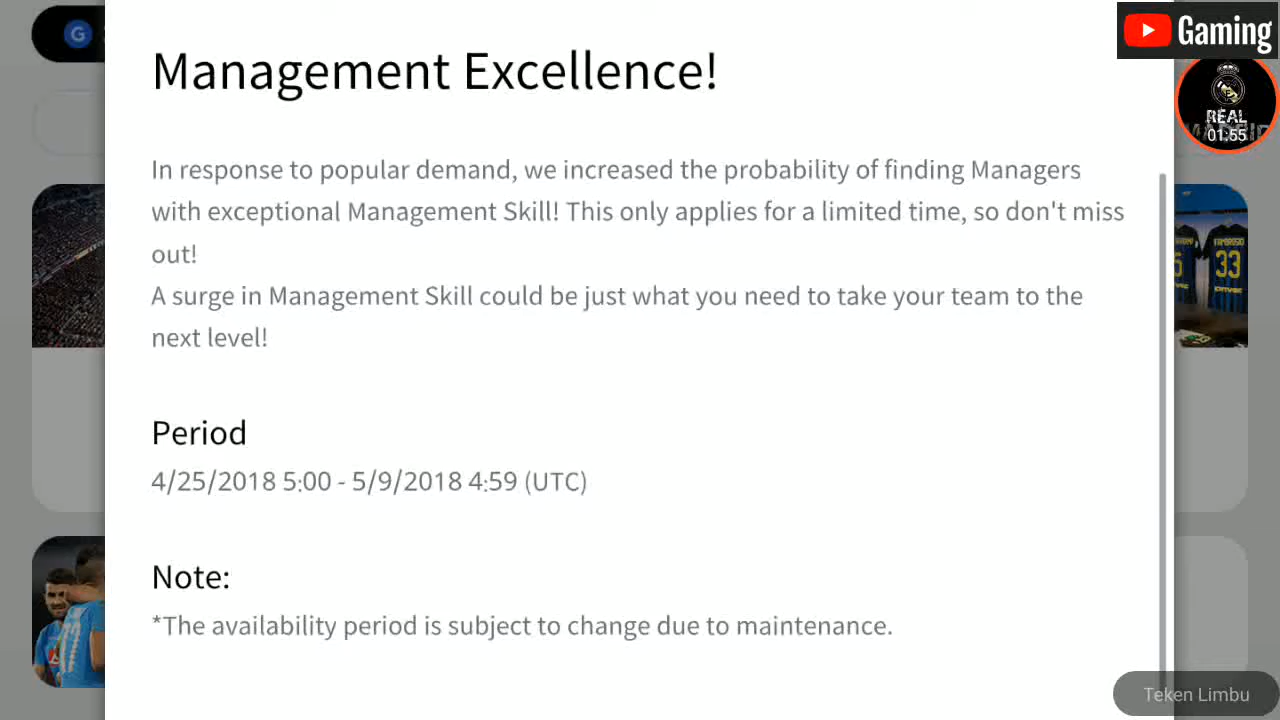 Gaming
G
Management Excellence!
REAL
MADRID
01:55
In response to popular demand, we increased the probability of finding Managers
with exceptional Management Skill! This only applies for a limited time, so don't miss
out!
A surge in Management Skill could be just what you need to take your team to the
next level!
33
Period
4/25/2018 5:00 - 5/9/2018 4:59 (UTC)
Note:
*The availability period is subject to change due to maintenance.
Teken Limbu